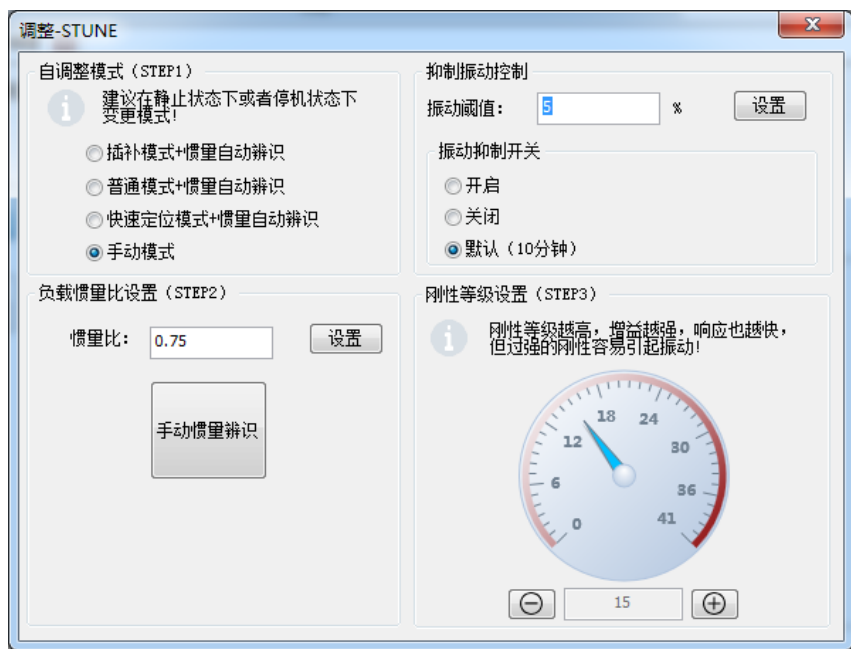 调整-STUNE
自调整模式（STEP1）
建议在静止状态下或者停机状态下
变更模式!
插补模式+惯量自动辨识
普通模式+惯量自动辨识
快速定位模式+惯量自动辨识
手动模式
抑制振动控制
振动阈值： 5 % 设置
振动抑制开关
开启
关闭
默认（10分钟）
负载惯量比设置（STEP2）
惯量比： 0.75 设置
手动惯量辨识
刚性等级设置（STEP3）
刚性等级越高，增益越强，响应也越快，
但过强的刚性容易引起振动!
0
6
12
18
24
30
36
41
15